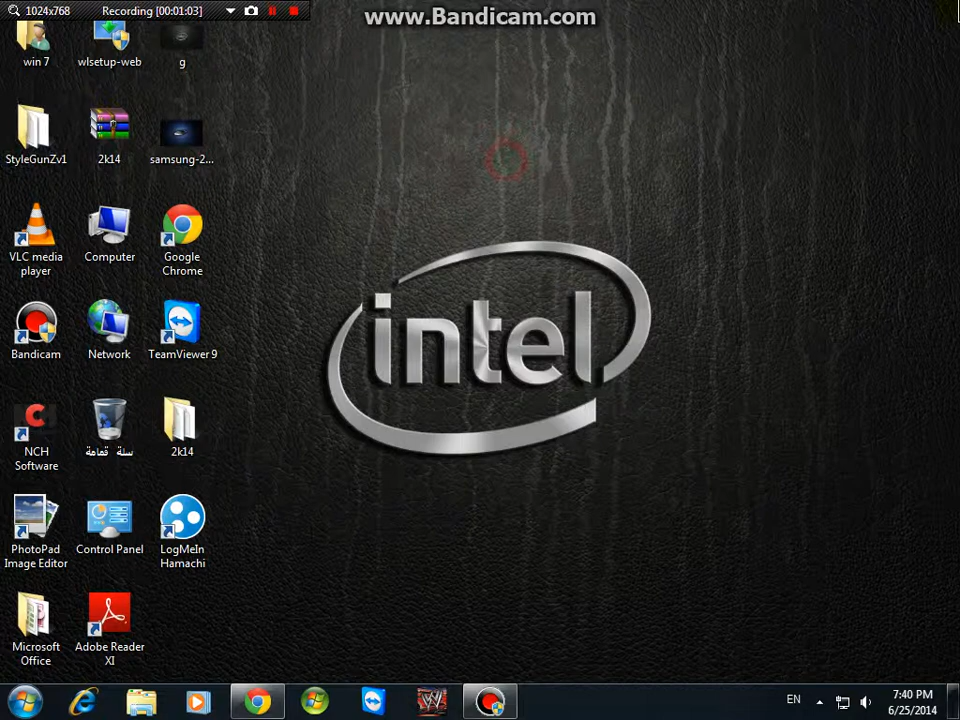 1024x768
Recording [00:01:03]
www.Bandicam.com
win 7
wlsetup-web
g
StyleGunZv1
2k14
samsung-2...
VLC media
player
Computer
Google
Chrome
Bandicam
Network
TeamViewer 9
NCH
Software
سلة قمامة
2k14
PhotoPad
Image Editor
Control Panel
LogMeIn
Hamachi
Microsoft
Office
Adobe Reader
XI
intel
EN
7:40 PM
6/25/2014